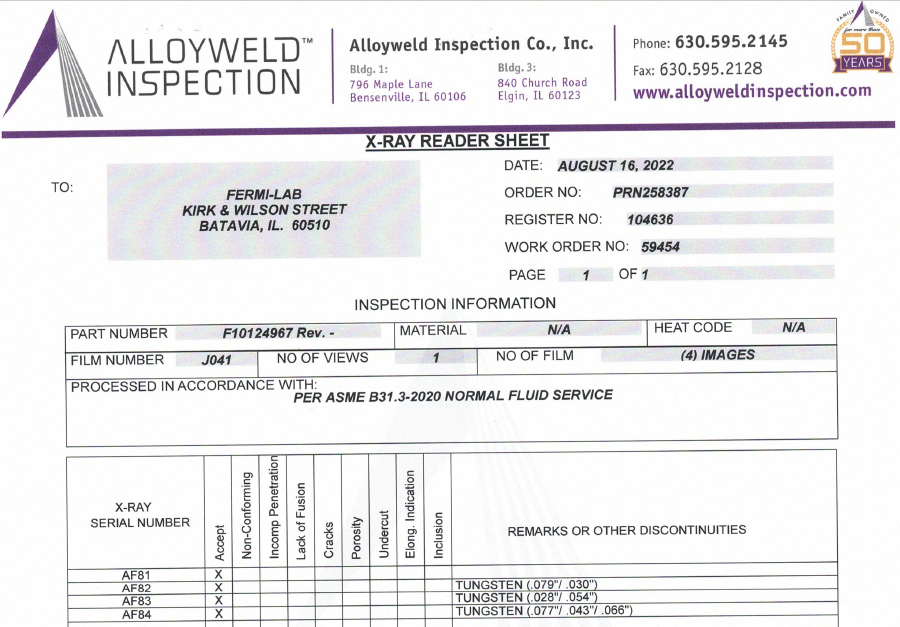 ALLOYWELD™
INSPECTION
Alloyweld Inspection Co., Inc.
Bldg. 1:
796 Maple Lane
Bensenville, IL 60106
Bldg. 3:
840 Church Road
Elgin, IL 60123
Phone: 630.595.2145
Fax: 630.595.2128
www.alloyweldinspection.com
FAMILY OWNED
for more than
50
YEARS
X-RAY READER SHEET
TO:
FERMI-LAB
KIRK & WILSON STREET
BATAVIA, IL. 60510
DATE: AUGUST 16, 2022
ORDER NO: PRN258387
REGISTER NO: 104636
WORK ORDER NO: 59454
PAGE 1 OF 1
INSPECTION INFORMATION
PART NUMBER F10124967 Rev. - MATERIAL N/A HEAT CODE N/A
FILM NUMBER J041 NO OF VIEWS 1 NO OF FILM (4) IMAGES
PROCESSED IN ACCORDANCE WITH:
PER ASME B31.3-2020 NORMAL FLUID SERVICE
X-RAY
SERIAL NUMBER
Accept
Non-Conforming
Incomp Penetration
Lack of Fusion
Cracks
Porosity
Undercut
Elong. Indication
Inclusion
REMARKS OR OTHER DISCONTINUITIES
AF81 X
AF82 X TUNGSTEN (.079"/ .030")
AF83 X TUNGSTEN (.028"/ .054")
AF84 X TUNGSTEN (.077"/ .043"/ .066")